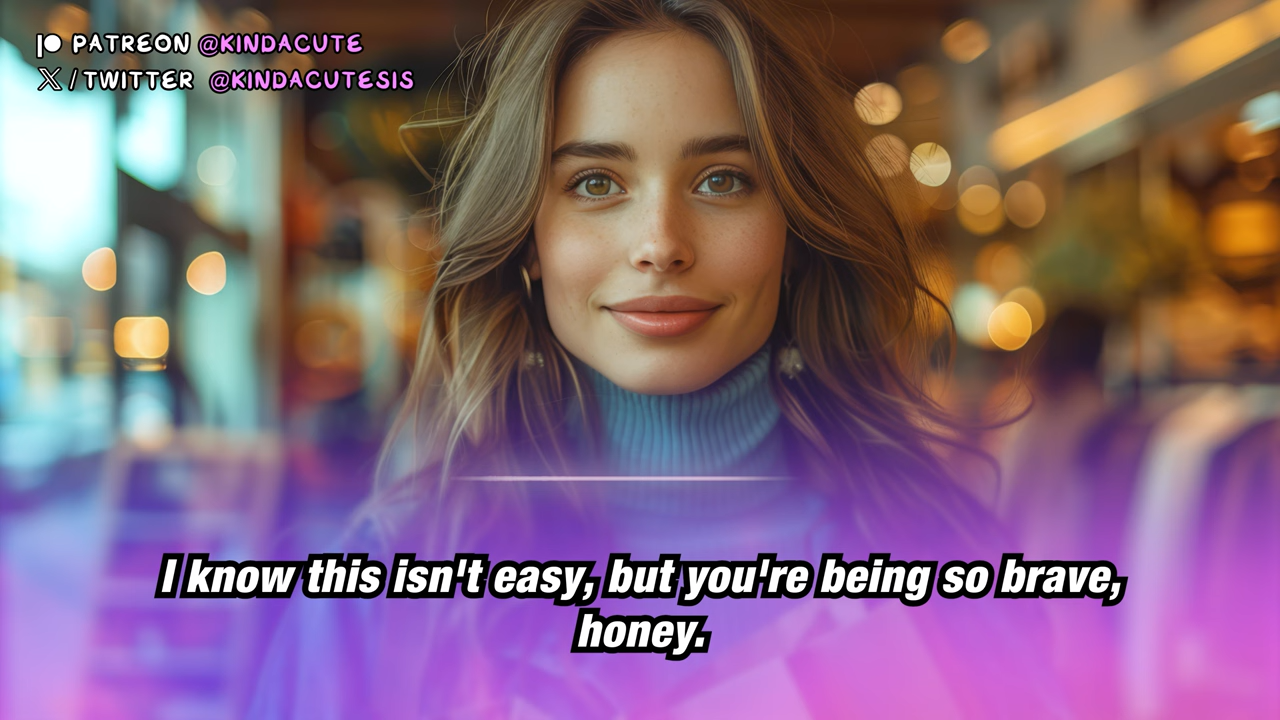 PATREON @KINDACUTE
X/TWITTER @KINDACUTESIS
I know this isn't easy, but you're being so brave,
honey.